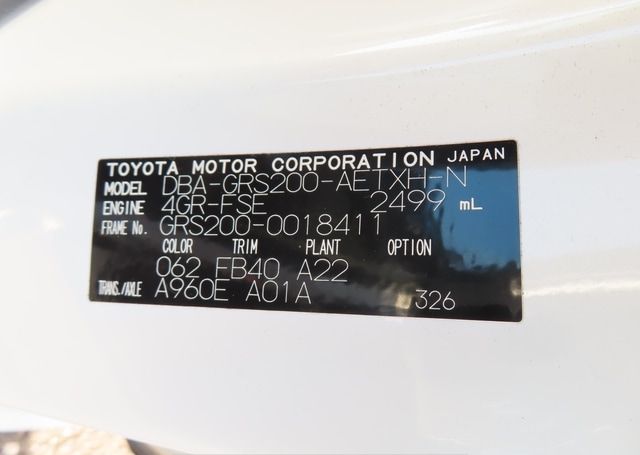 TOYOTA MOTOR CORPORATION JAPAN
MODEL DBA-GRS200-AETXH-N
ENGINE 4GR-FSE 2499 mL
FRAME No. GRS200-0018411
COLOR TRIM PLANT OPTION
062 FB40 A22
TRANS./AXLE A960E A01A 326